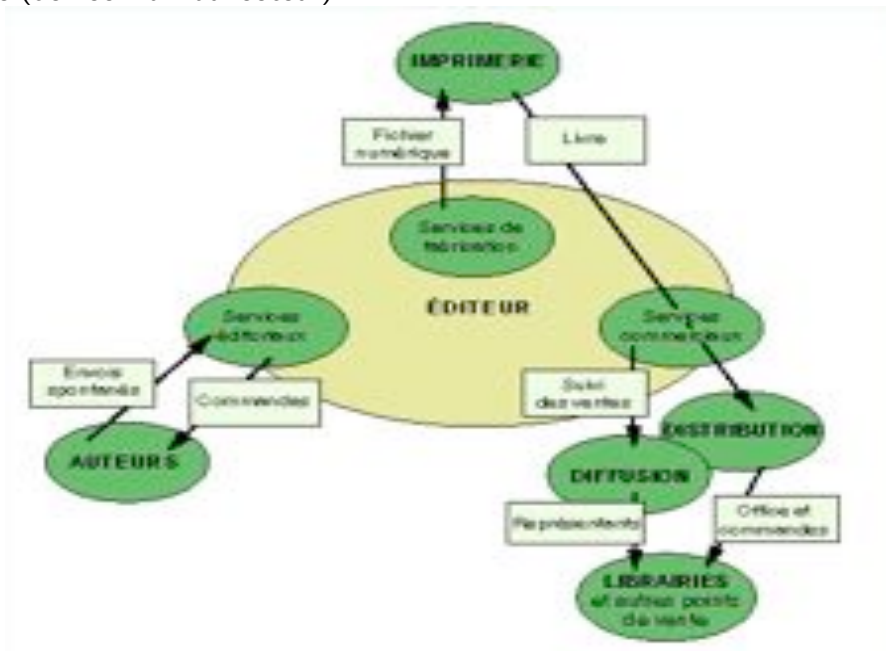 IMPRIMERIE
Fichier
numérique
Livre
Services de
fabrication
ÉDITEUR
Services
éditoriaux
Services
commerciaux
Envois
spontanés
Commandes
Suivi
des ventes
AUTEURS
DISTRIBUTION
DIFFUSION
Représentants
Office et
commandes
LIBRAIRIES
et autres points
de vente